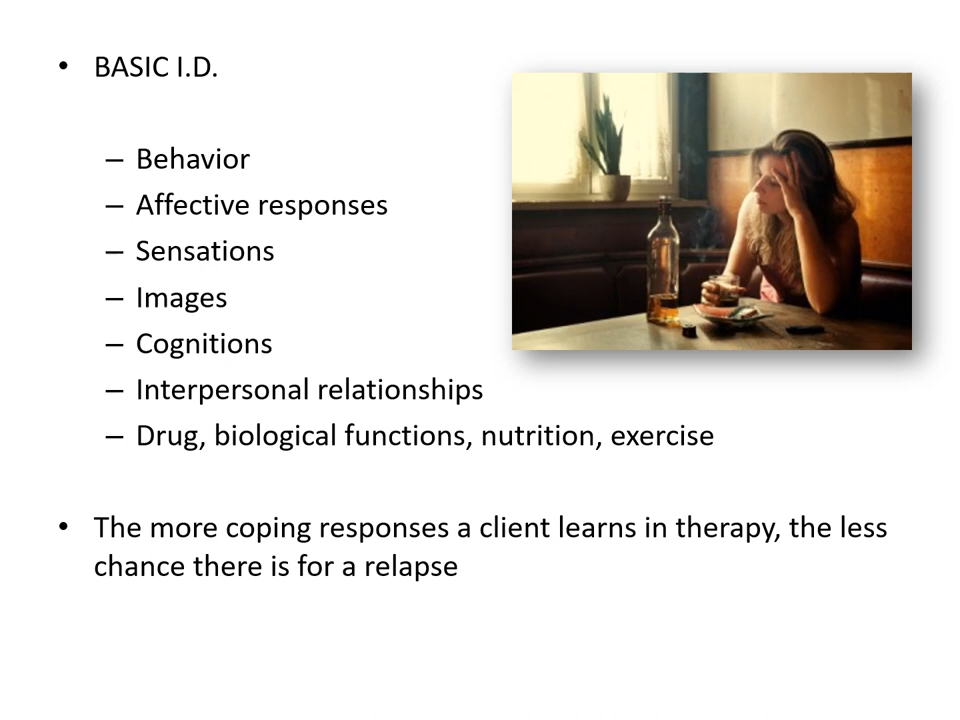 • BASIC I.D.
– Behavior
– Affective responses
– Sensations
– Images
– Cognitions
– Interpersonal relationships
– Drug, biological functions, nutrition, exercise
• The more coping responses a client learns in therapy, the less
chance there is for a relapse